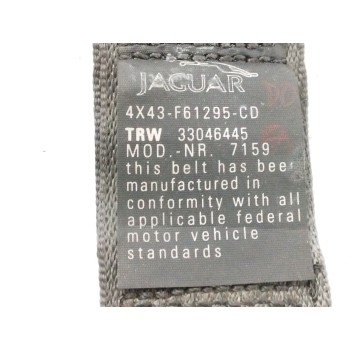 JAGUAR
4X43-F61295-CD
TRW 33046445
MOD.-NR. 7159
this belt has been
manufactured in
conformity with all
applicable federal
motor vehicle
standards